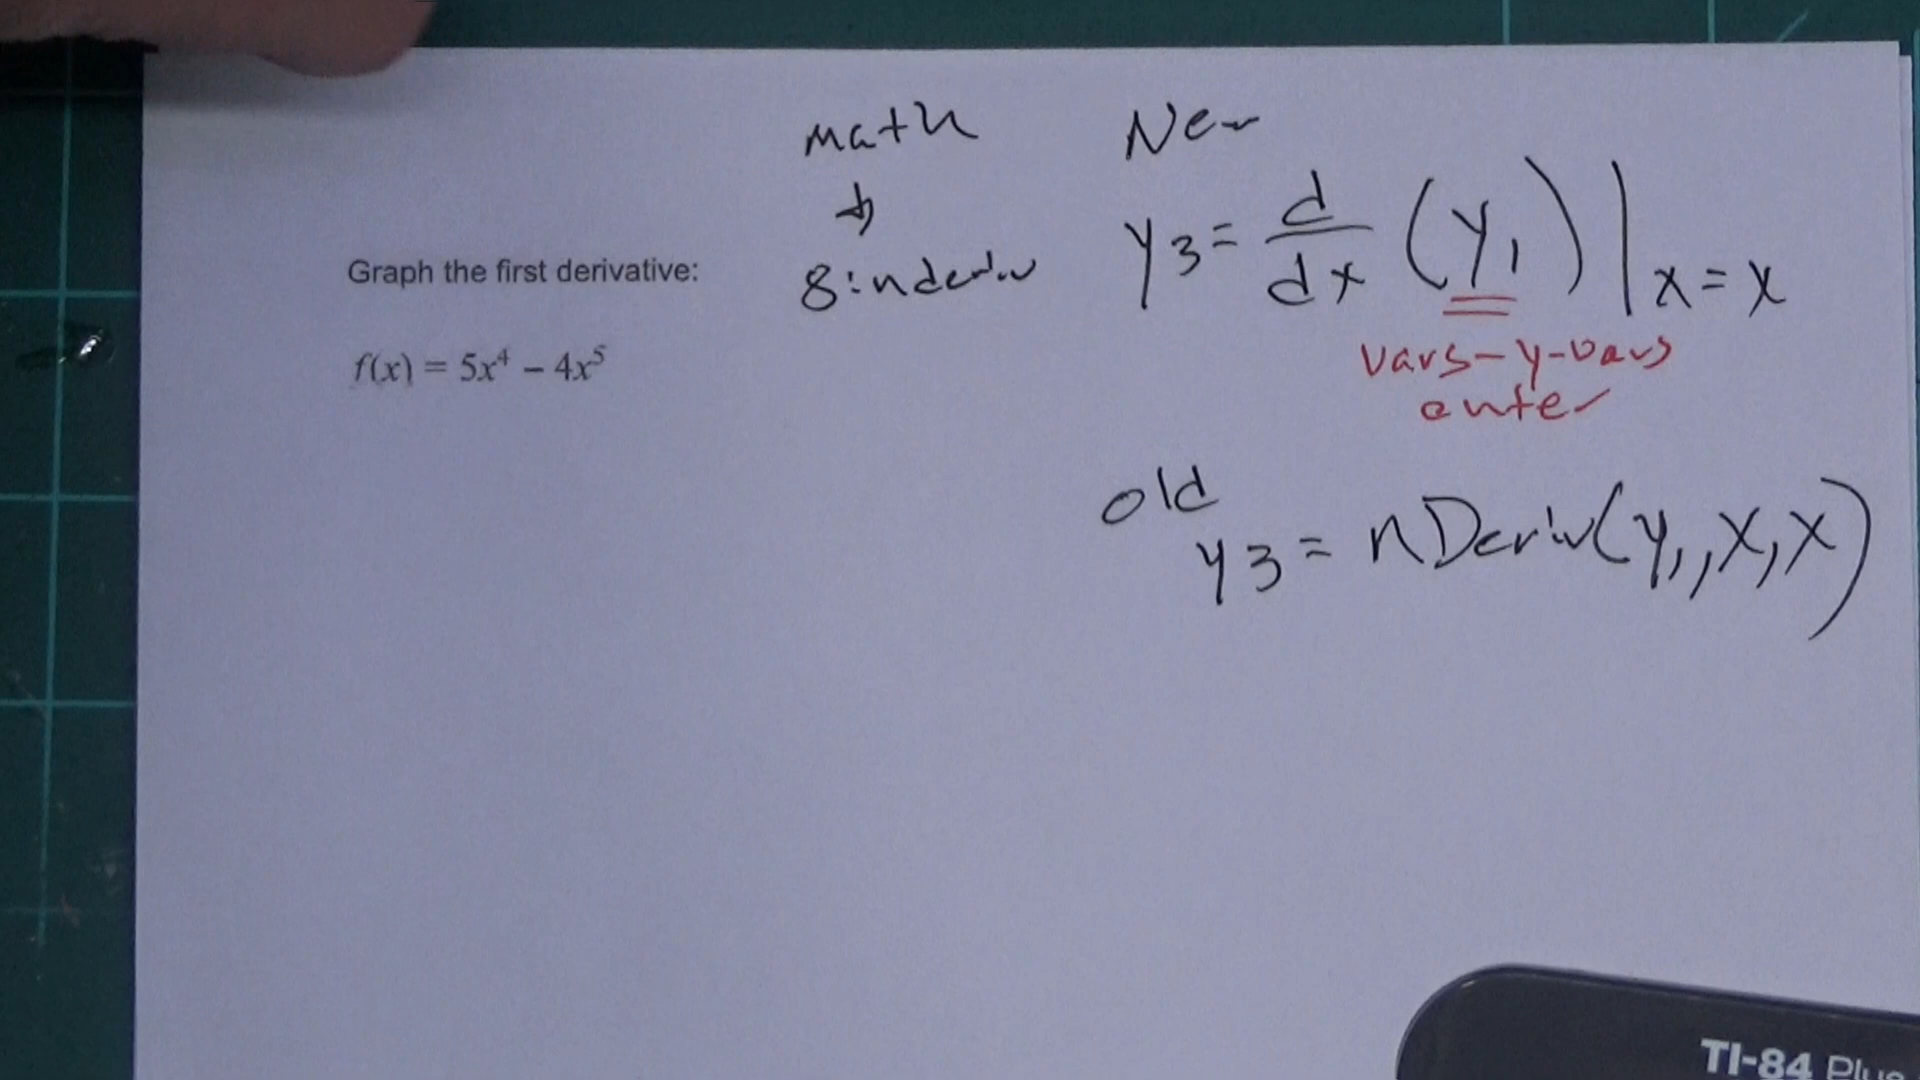 Graph the first derivative:
f(x) = 5x⁴ – 4x⁵
math
↓
8:nderiv
New
y3 = d/dx (y₁)|x=x
vars-y-vars
enter
old
y3 = nDeriv(y₁,x,x)
TI-84 Plus